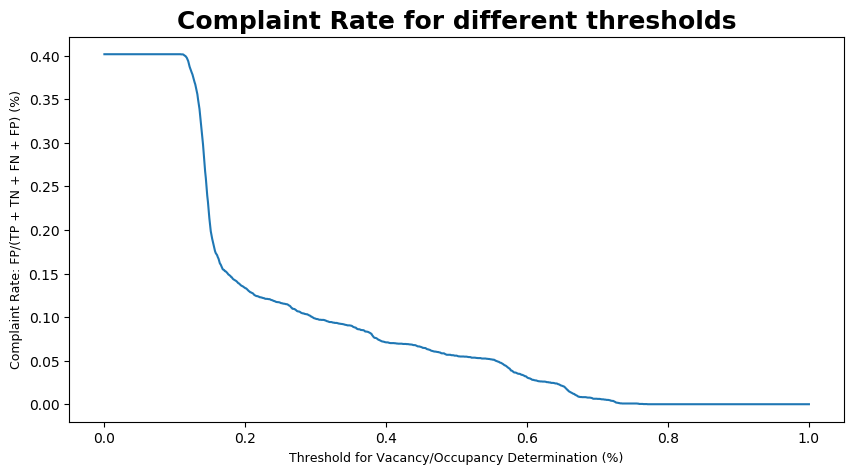 Complaint Rate for different thresholds
Complaint Rate: FP/(TP + TN + FN + FP) (%)
0.40
0.35
0.30
0.25
0.20
0.15
0.10
0.05
0.00
0.0 0.2 0.4 0.6 0.8 1.0
Threshold for Vacancy/Occupancy Determination (%)